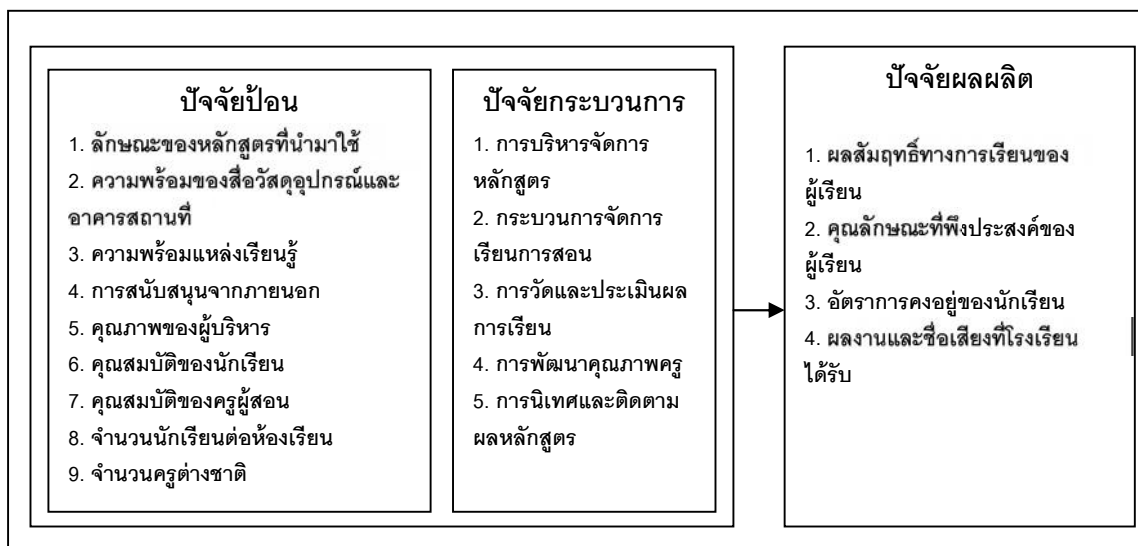 ปัจจัยป้อน
1. ลักษณะของหลักสูตรที่นำมาใช้
2. ความพร้อมของสื่อวัสดุอุปกรณ์และ
อาคารสถานที่
3. ความพร้อมแหล่งเรียนรู้
4. การสนับสนุนจากภายนอก
5. คุณภาพของผู้บริหาร
6. คุณสมบัติของนักเรียน
7. คุณสมบัติของครูผู้สอน
8. จำนวนนักเรียนต่อห้องเรียน
9. จำนวนครูต่างชาติ
ปัจจัยกระบวนการ
1. การบริหารจัดการ
หลักสูตร
2. กระบวนการจัดการ
เรียนการสอน
3. การวัดและประเมินผล
การเรียน
4. การพัฒนาคุณภาพครู
5. การนิเทศและติดตาม
ผลหลักสูตร
ปัจจัยผลผลิต
1. ผลสัมฤทธิ์ทางการเรียนของ
ผู้เรียน
2. คุณลักษณะที่พึงประสงค์ของ
ผู้เรียน
3. อัตราการคงอยู่ของนักเรียน
4. ผลงานและชื่อเสียงที่โรงเรียน
ได้รับ